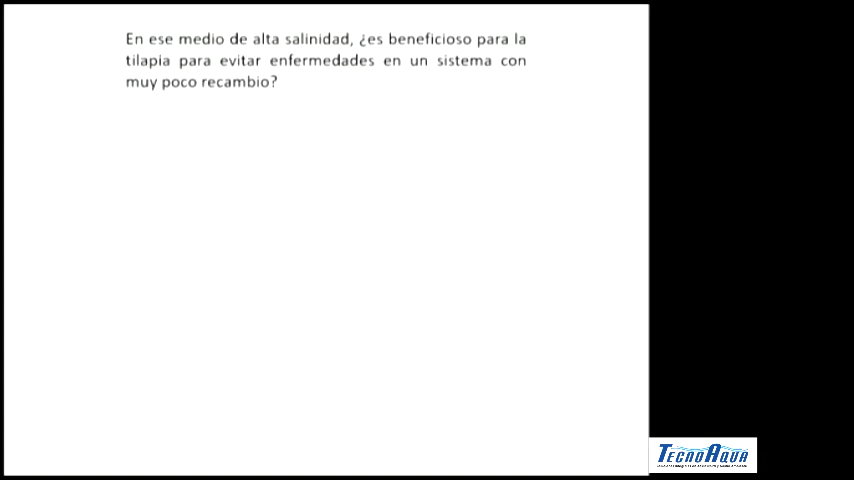 En ese medio de alta salinidad, ¿es beneficioso para la
tilapia para evitar enfermedades en un sistema con
muy poco recambio?
TECNOAQUA